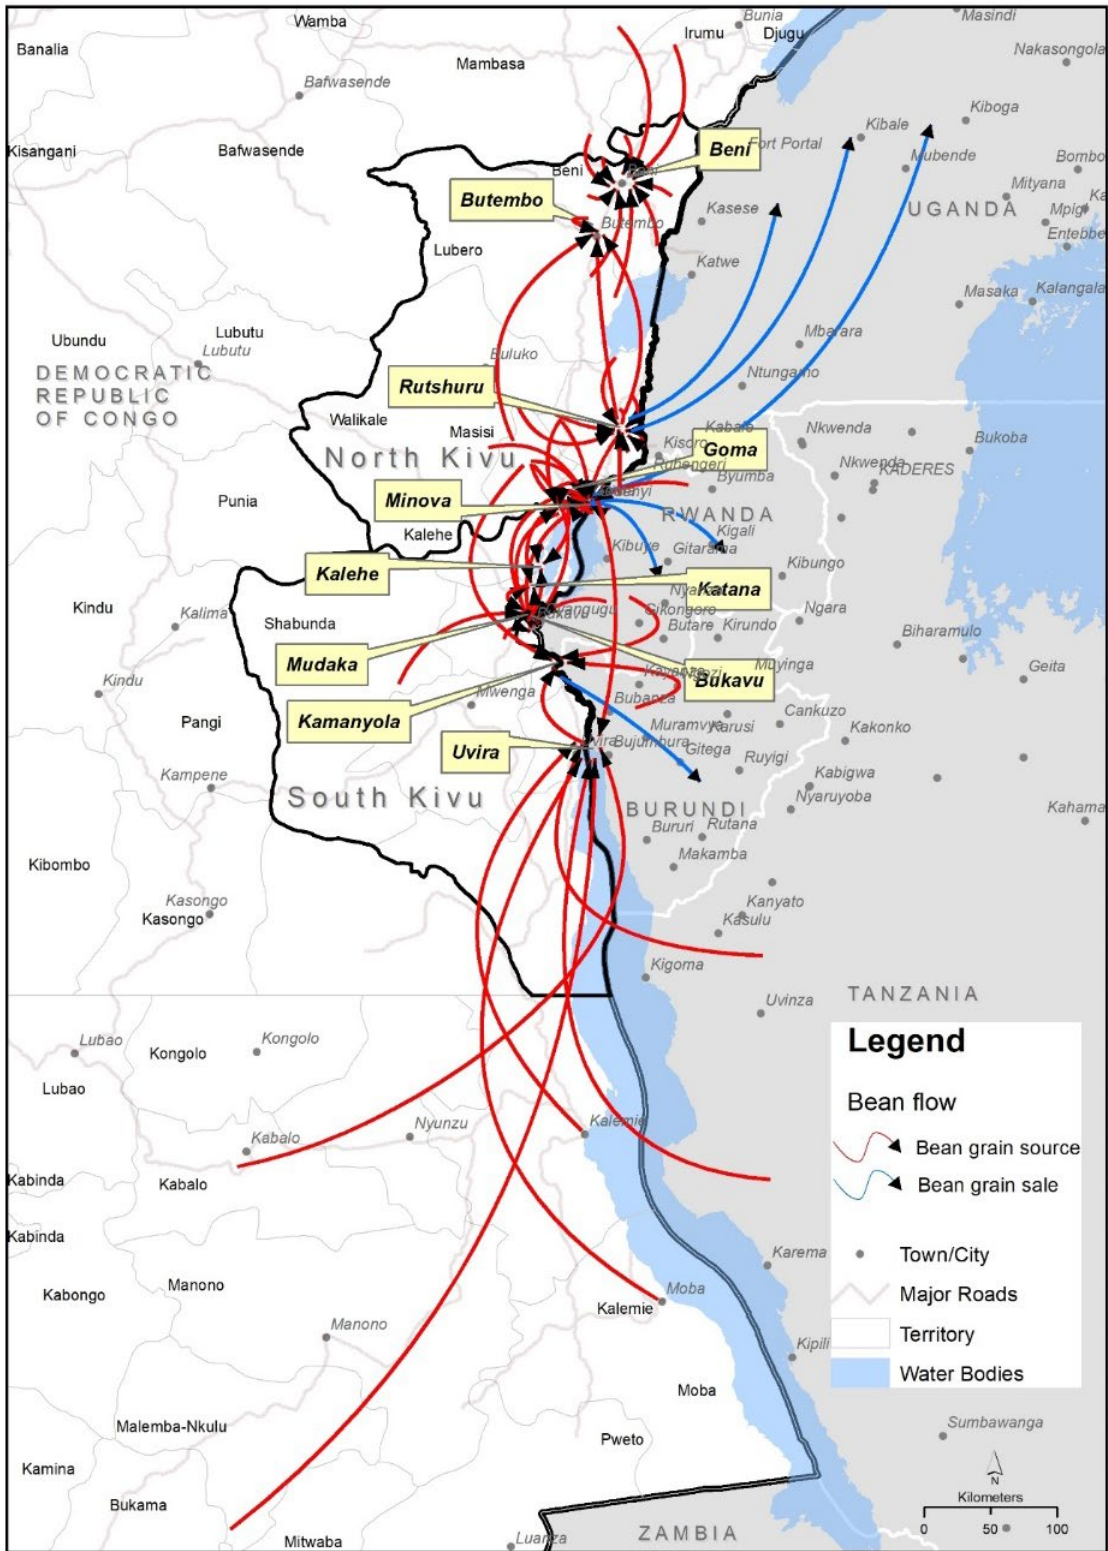 Wamba
Bunia
Masindi
Irumu
Djugu
Banalia
Nakasongola
Mambasa
Bafwasende
Kiboga
Kibale
Kisangani
Bafwasende
Beni
Fort Portal
Mubende
Bombo
Beni
Butembo
Mityana
UGANDA
Mpigi
Ka
Kasese
Butembo
Entebbe
Lubero
Katwe
Masaka
Kalangala
Ubundu
Lubutu
Lubutu
Mbarara
Buluko
DEMOCRATIC
REPUBLIC
OF CONGO
Rutshuru
Ntungamo
Walikale
Masisi
Kabale
Nkwenda
Bukoba
North Kivu
Kisoro
Goma
Ruhengeri
Nkwenda
KADERES
Byumba
Minova
Punia
RWANDA
Kalehe
Kigali
Kibuye
Gitarama
Kalehe
Kibungo
Katana
Kindu
Kalima
Cyangugu
Bukavu
Gikongoro
Ngara
Shabunda
Butare
Kirundo
Biharamulo
Mudaka
Muyinga
Geita
Kindu
Bukavu
Mwenga
Kamanyola
Bubanza
Pangi
Cankuzo
Muramvya
Karusi
Kakonko
Uvira
Bujumbura
Gitega
Ruyigi
Kampene
Kabigwa
South Kivu
Nyaruyoba
BURUNDI
Kahama
Bururi
Rutana
Kibombo
Makamba
Kasongo
Kanyato
Kasongo
Kasulu
Kigoma
TANZANIA
Uvinza
Lubao
Kongolo
Kongolo
Legend
Lubao
Bean flow
Kabalo
Nyunzu
Kalemie
Bean grain source
Kabinda
Kabalo
Bean grain sale
Kabinda
Town/City
Karema
Manono
Major Roads
Kabongo
Moba
Kalemie
Manono
Territory
Kipili
Water Bodies
Moba
Malemba-Nkulu
Sumbawanga
Pweto
Kamina
N
Kilometers
Bukama
0 50 100
Mitwaba
Luanza
ZAMBIA